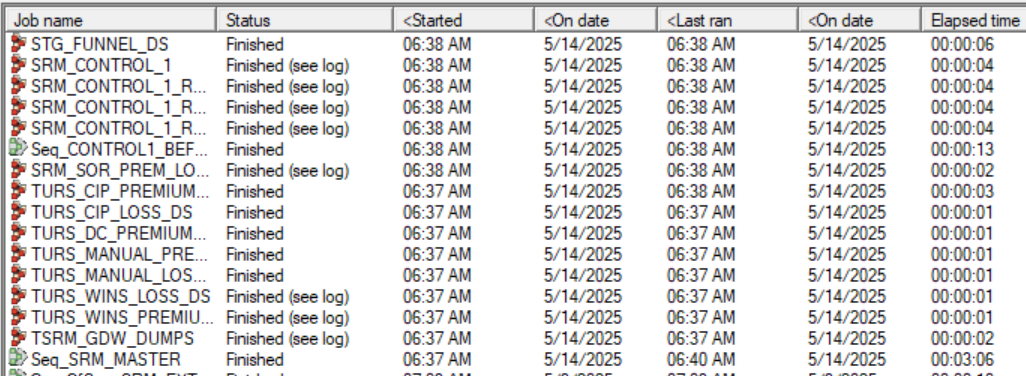 Job name Status <Started <On date <Last ran <On date Elapsed time
STG_FUNNEL_DS Finished 06:38 AM 5/14/2025 06:38 AM 5/14/2025 00:00:06
SRM_CONTROL_1 Finished (see log) 06:38 AM 5/14/2025 06:38 AM 5/14/2025 00:00:04
SRM_CONTROL_1_R... Finished (see log) 06:38 AM 5/14/2025 06:38 AM 5/14/2025 00:00:04
SRM_CONTROL_1_R... Finished (see log) 06:38 AM 5/14/2025 06:38 AM 5/14/2025 00:00:04
SRM_CONTROL_1_R... Finished (see log) 06:38 AM 5/14/2025 06:38 AM 5/14/2025 00:00:04
Seq_CONTROL1_BEF... Finished 06:38 AM 5/14/2025 06:38 AM 5/14/2025 00:00:13
SRM_SOR_PREM_LO... Finished (see log) 06:38 AM 5/14/2025 06:38 AM 5/14/2025 00:00:02
TURS_CIP_PREMIUM... Finished 06:37 AM 5/14/2025 06:38 AM 5/14/2025 00:00:03
TURS_CIP_LOSS_DS Finished 06:37 AM 5/14/2025 06:37 AM 5/14/2025 00:00:01
TURS_DC_PREMIUM... Finished 06:37 AM 5/14/2025 06:37 AM 5/14/2025 00:00:01
TURS_MANUAL_PRE... Finished 06:37 AM 5/14/2025 06:37 AM 5/14/2025 00:00:01
TURS_MANUAL_LOS... Finished 06:37 AM 5/14/2025 06:37 AM 5/14/2025 00:00:01
TURS_WINS_LOSS_DS Finished (see log) 06:37 AM 5/14/2025 06:37 AM 5/14/2025 00:00:01
TURS_WINS_PREMIU... Finished (see log) 06:37 AM 5/14/2025 06:37 AM 5/14/2025 00:00:01
TSRM_GDW_DUMPS Finished (see log) 06:37 AM 5/14/2025 06:37 AM 5/14/2025 00:00:02
Seq_SRM_MASTER Finished 06:37 AM 5/14/2025 06:40 AM 5/14/2025 00:03:06